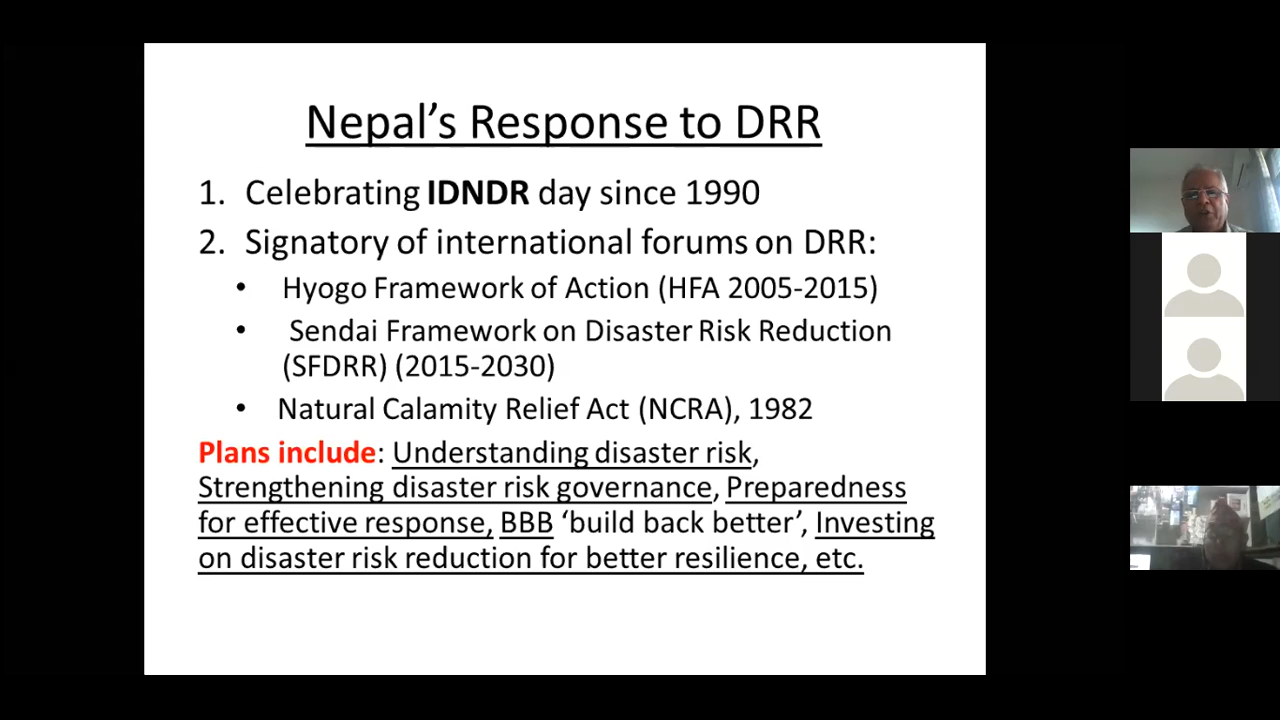 Nepal’s Response to DRR
1. Celebrating IDNDR day since 1990
2. Signatory of international forums on DRR:
• Hyogo Framework of Action (HFA 2005-2015)
• Sendai Framework on Disaster Risk Reduction
(SFDRR) (2015-2030)
• Natural Calamity Relief Act (NCRA), 1982
Plans include: Understanding disaster risk,
Strengthening disaster risk governance, Preparedness
for effective response, BBB ‘build back better’, Investing
on disaster risk reduction for better resilience, etc.